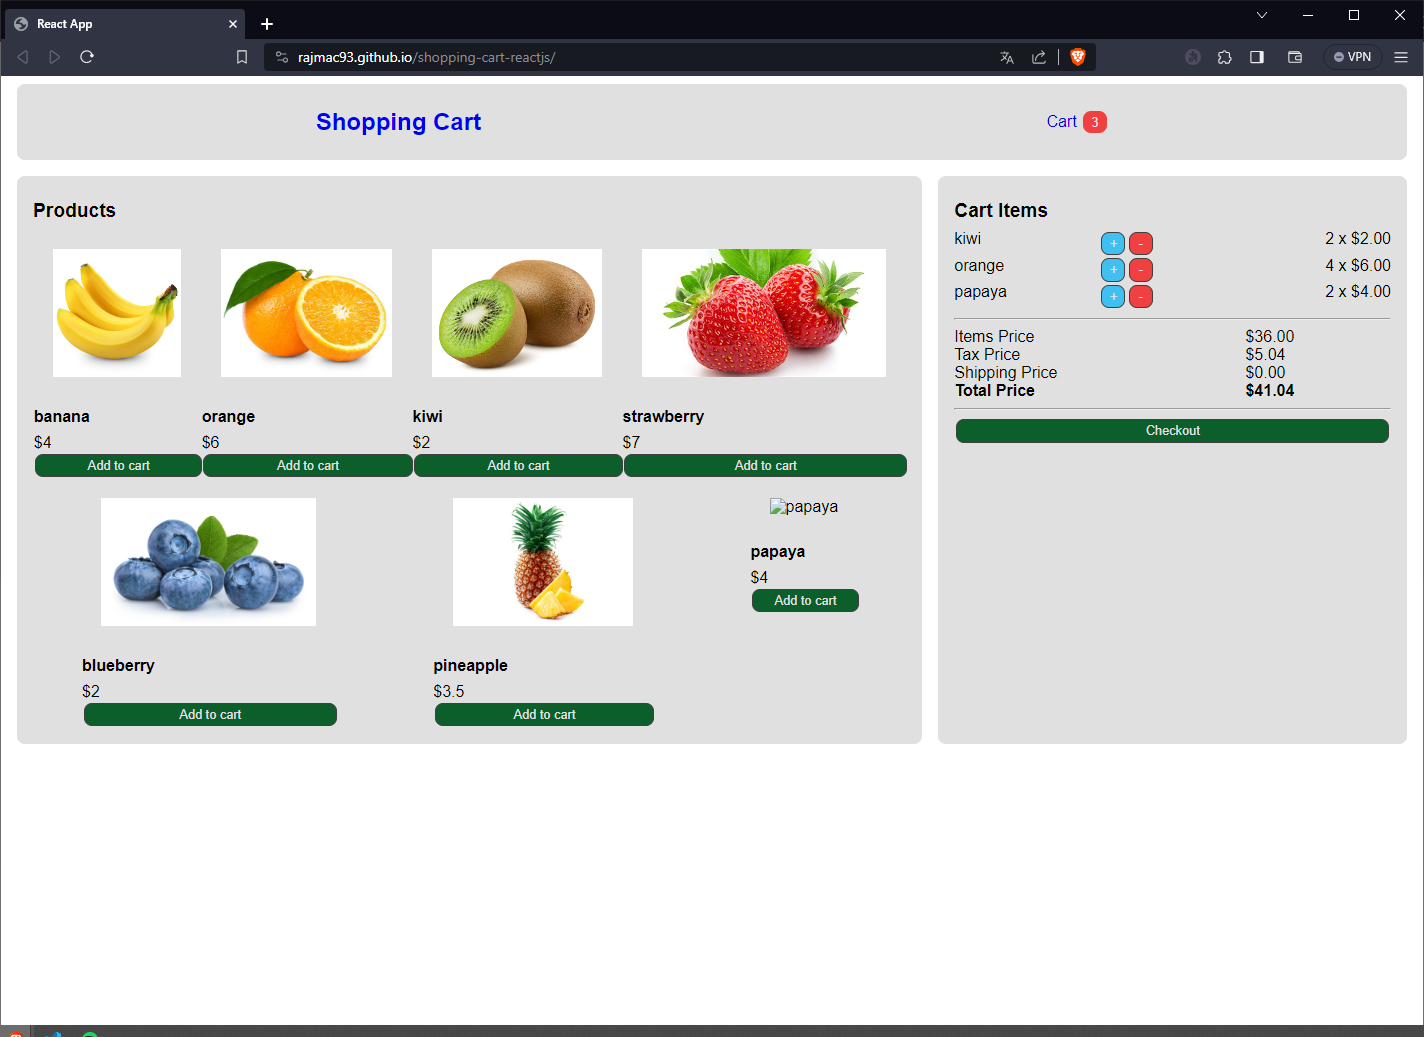 React App
rajmac93.github.io/shopping-cart-reactjs/
VPN
Shopping Cart
Cart 3
Products
banana
$4
Add to cart
orange
$6
Add to cart
kiwi
$2
Add to cart
strawberry
$7
Add to cart
blueberry
$2
Add to cart
pineapple
$3.5
Add to cart
papaya
papaya
$4
Add to cart
Cart Items
kiwi + - 2 x $2.00
orange + - 4 x $6.00
papaya + - 2 x $4.00
Items Price $36.00
Tax Price $5.04
Shipping Price $0.00
Total Price $41.04
Checkout